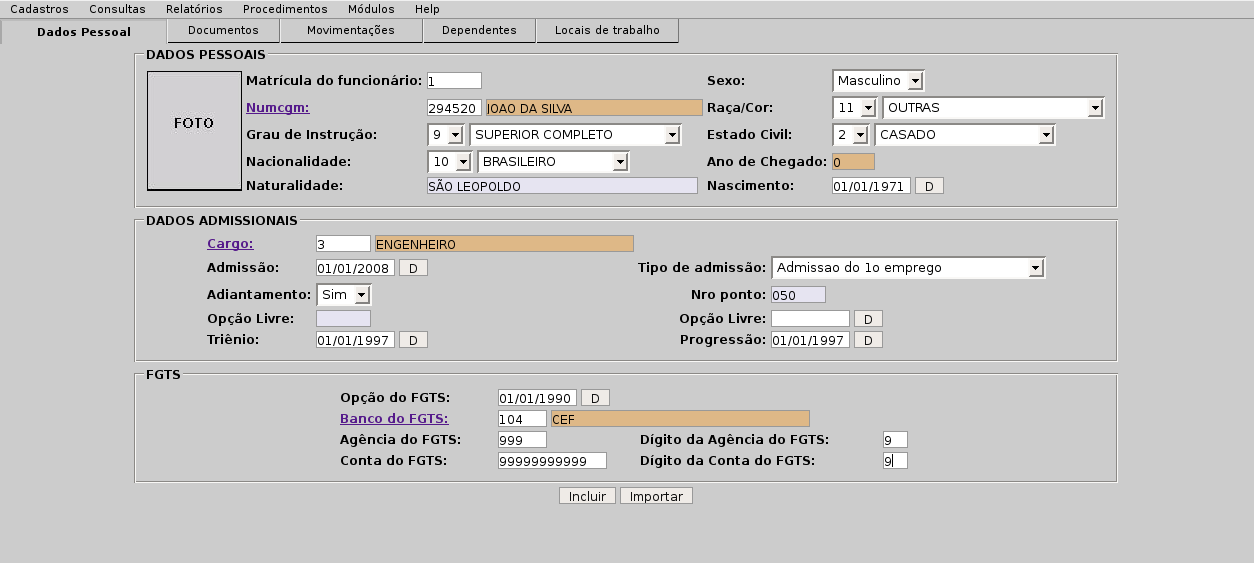 Cadastros Consultas Relatórios Procedimentos Módulos Help
Dados Pessoal Documentos Movimentações Dependentes Locais de trabalho
DADOS PESSOAIS
FOTO
Matrícula do funcionário: 1 Sexo: Masculino
Numcgm: 294520 JOAO DA SILVA Raça/Cor: 11 OUTRAS
Grau de Instrução: 9 SUPERIOR COMPLETO Estado Civil: 2 CASADO
Nacionalidade: 10 BRASILEIRO Ano de Chegado: 0
Naturalidade: SÃO LEOPOLDO Nascimento: 01/01/1971 D
DADOS ADMISSIONAIS
Cargo: 3 ENGENHEIRO
Admissão: 01/01/2008 D Tipo de admissão: Admissao do 1o emprego
Adiantamento: Sim Nro ponto: 050
Opção Livre: Opção Livre: D
Triênio: 01/01/1997 D Progressão: 01/01/1997 D
FGTS
Opção do FGTS: 01/01/1990 D
Banco do FGTS: 104 CEF
Agência do FGTS: 999 Dígito da Agência do FGTS: 9
Conta do FGTS: 99999999999 Dígito da Conta do FGTS: 9
Incluir Importar